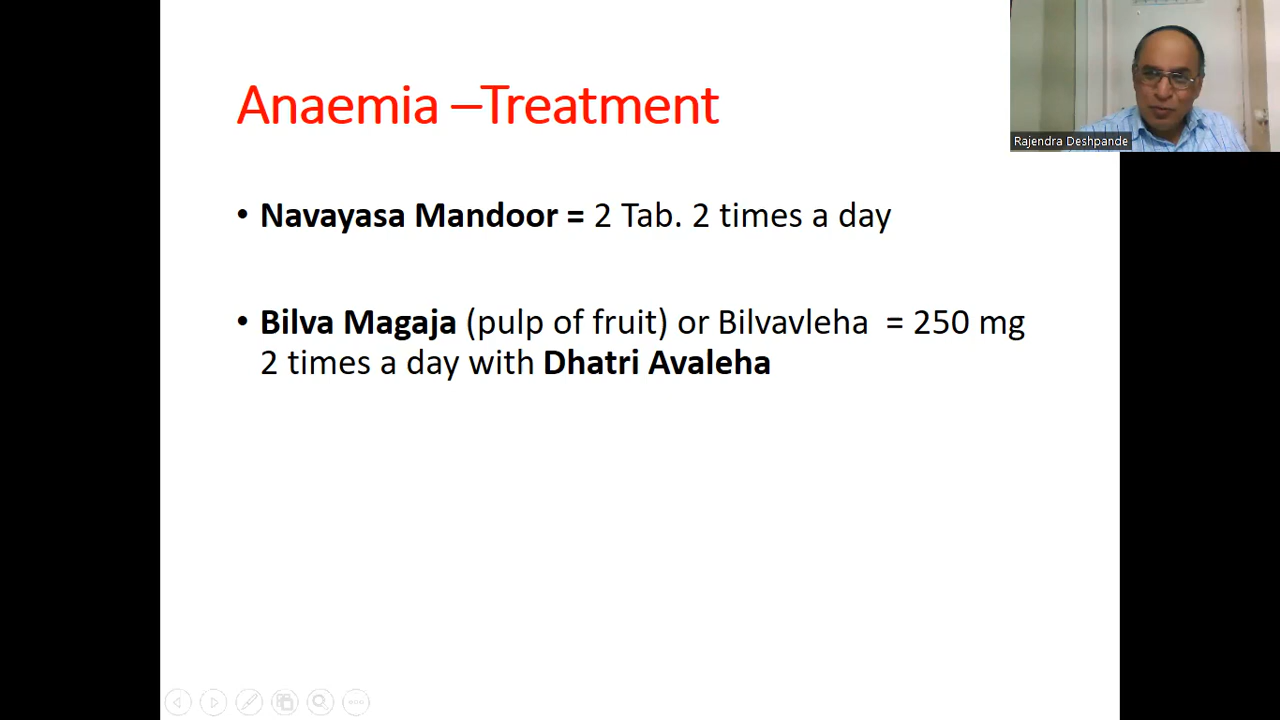 Anaemia –Treatment
• Navayasa Mandoor = 2 Tab. 2 times a day
• Bilva Magaja (pulp of fruit) or Bilvavleha = 250 mg
2 times a day with Dhatri Avaleha
Rajendra Deshpande